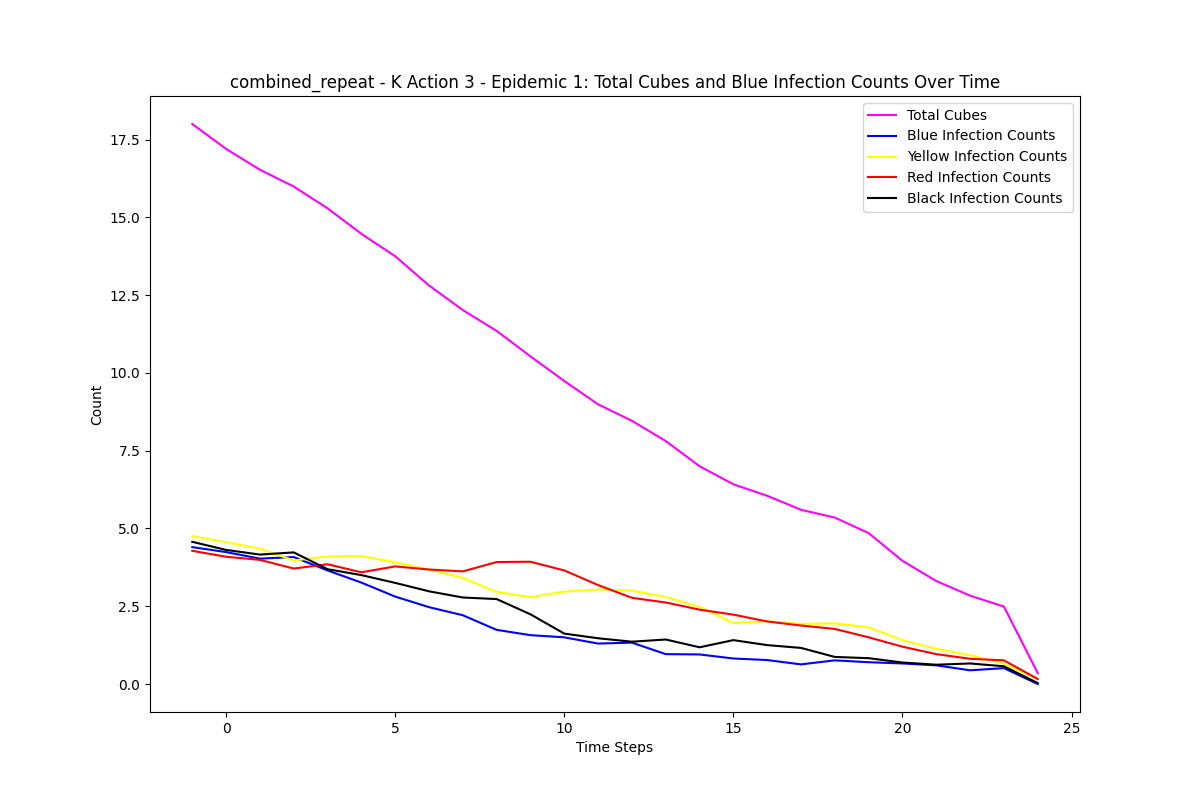 combined_repeat - K Action 3 - Epidemic 1: Total Cubes and Blue Infection Counts Over Time
Total Cubes
Blue Infection Counts
Yellow Infection Counts
Red Infection Counts
Black Infection Counts
17.5
15.0
12.5
10.0
7.5
5.0
2.5
0.0
Count
0 5 10 15 20 25
Time Steps